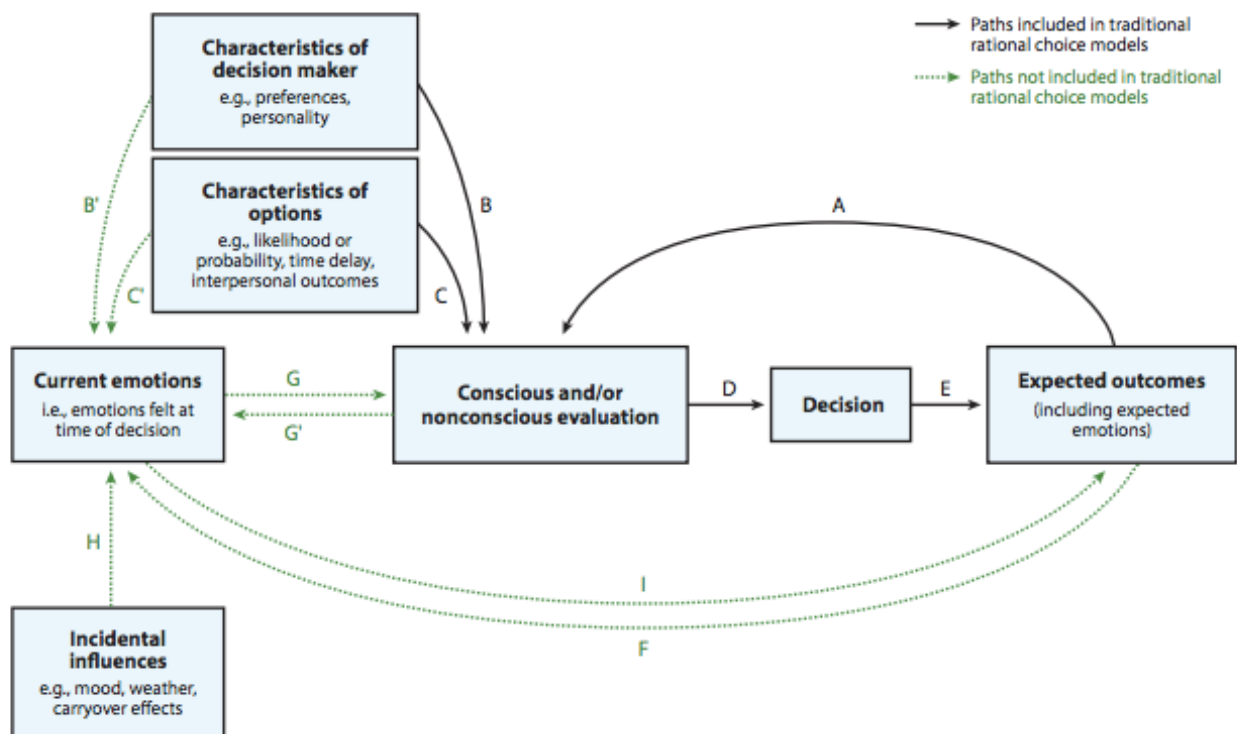 Characteristics of
decision maker
e.g., preferences,
personality
Paths included in traditional
rational choice models
Paths not included in traditional
rational choice models
Characteristics of
options
e.g., likelihood or
probability, time delay,
interpersonal outcomes
B'
B
A
C'
C
Current emotions
i.e., emotions felt at
time of decision
G
G'
Conscious and/or
nonconscious evaluation
D
Decision
E
Expected outcomes
(including expected
emotions)
H
I
F
Incidental
influences
e.g., mood, weather,
carryover effects